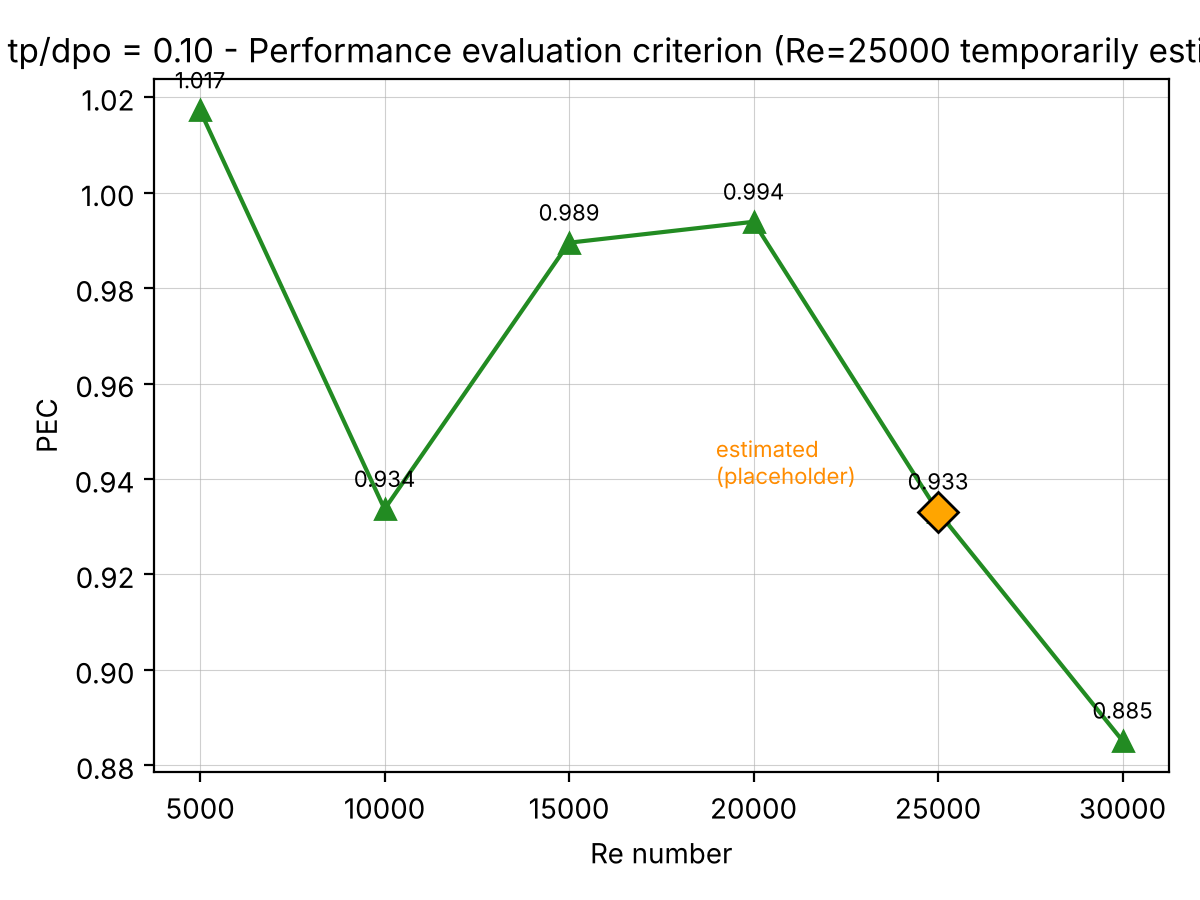 tp/dpo = 0.10 - Performance evaluation criterion (Re=25000 temporarily esti
1.017
1.02
0.994
1.00
0.989
0.98
0.96
PEC
estimated
(placeholder)
0.934
0.933
0.94
0.92
0.90
0.885
0.88
5000 10000 15000 20000 25000 30000
Re number